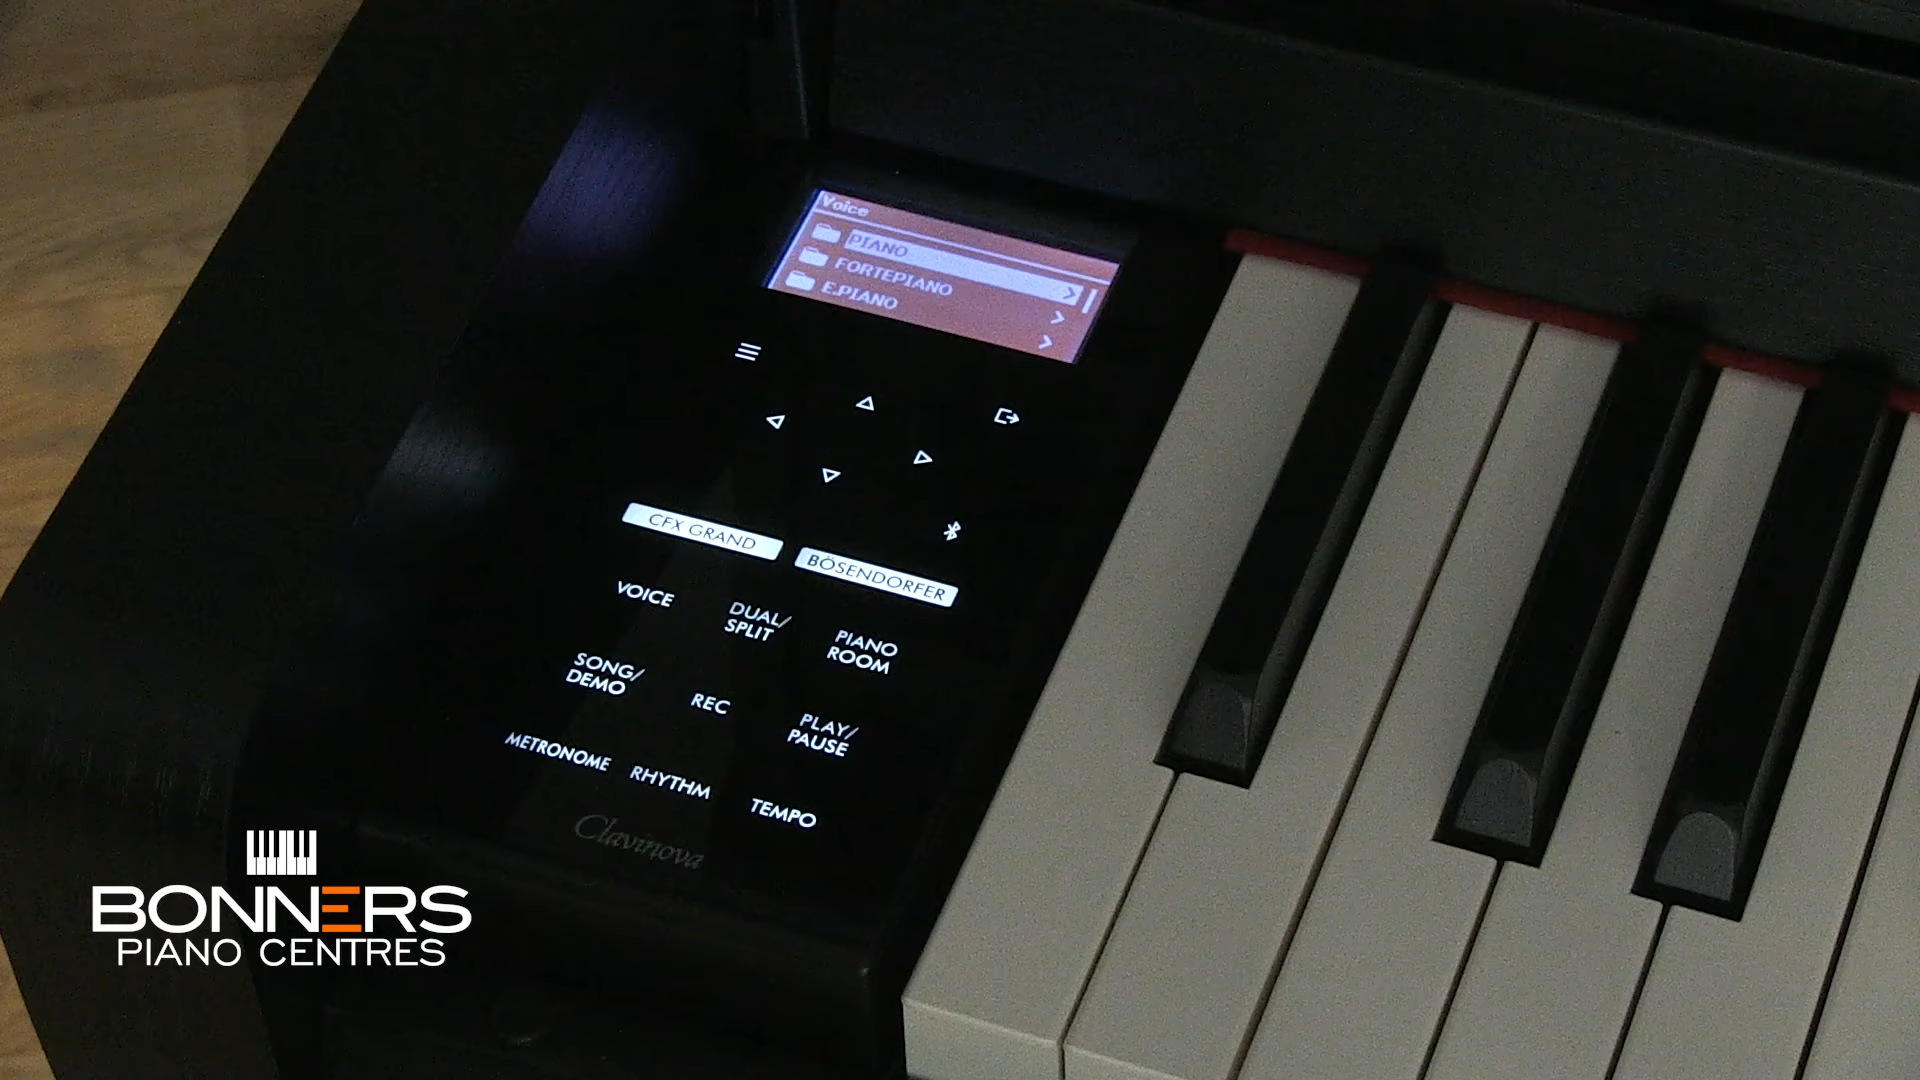 Voice
PIANO
FORTEPIANO
E.PIANO
CFX GRAND
BÖSENDORFER
VOICE
DUAL/
SPLIT
PIANO
ROOM
SONG/
DEMO
REC
PLAY/
PAUSE
METRONOME
RHYTHM
TEMPO
Clavinova
BONNERS
PIANO CENTRES